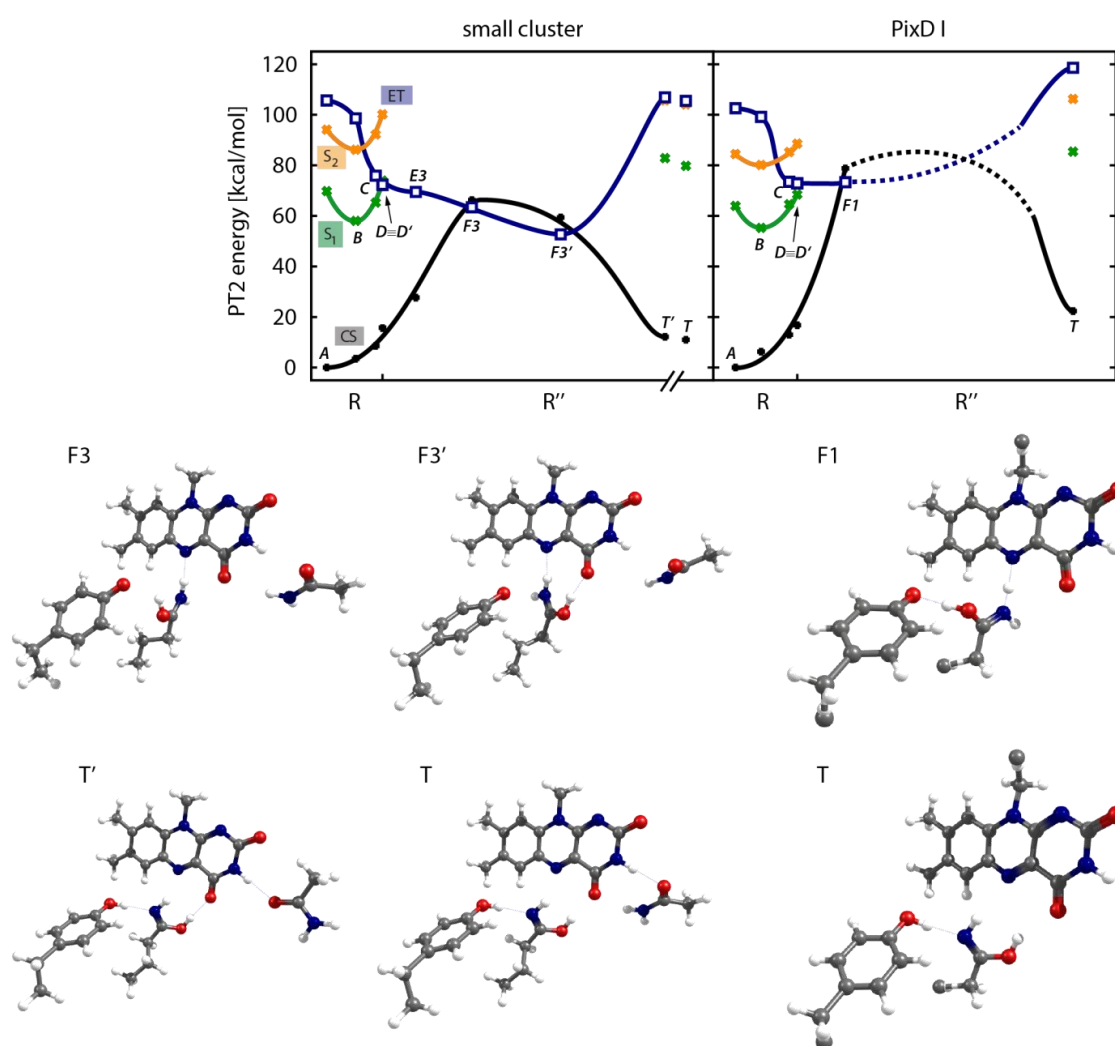 small cluster
PixD I
PT2 energy [kcal/mol]
120
100
80
60
40
20
0
ET
S₂
S₁
CS
A
B
C
D≡D'
E3
F3
F3'
T'
T
A
B
C
D≡D'
F1
T
R
R''
R
R''
F3
F3'
F1
T'
T
T